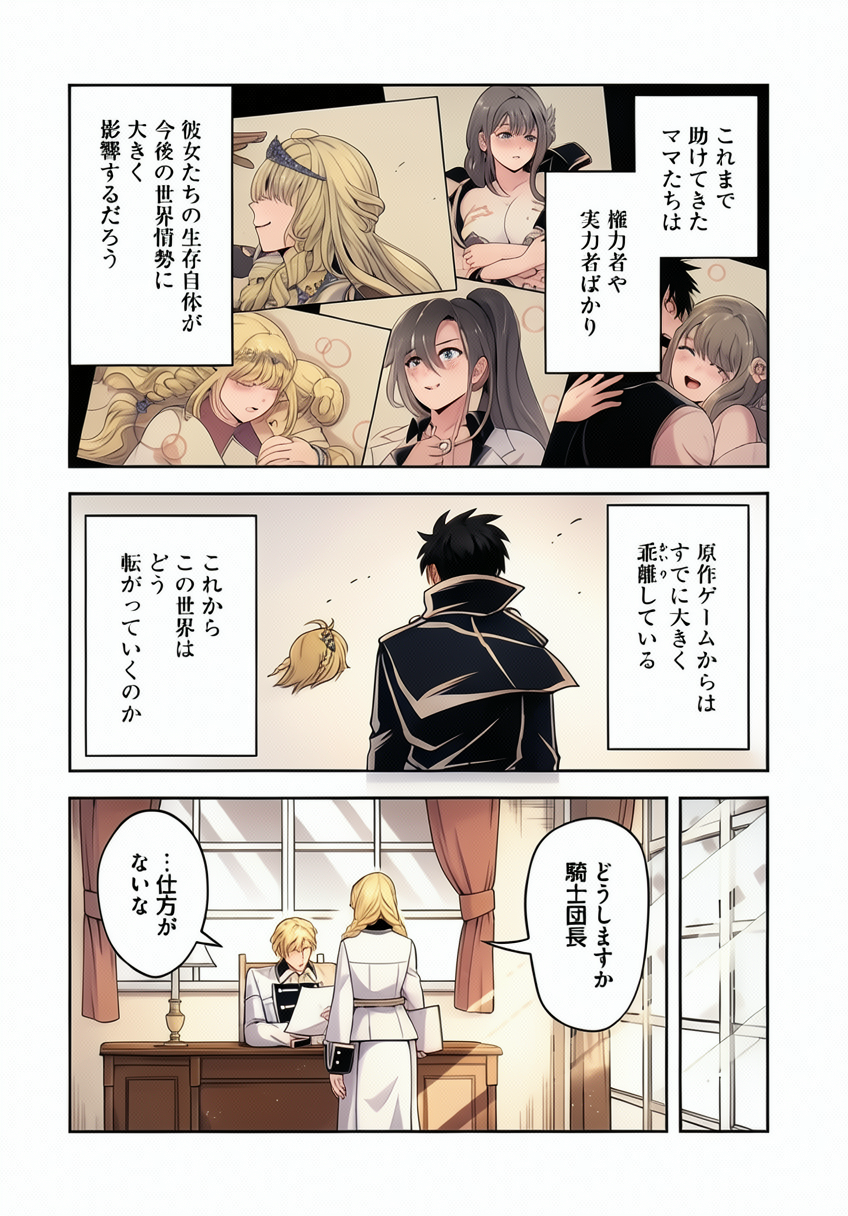 これまで
助けてきた
ママたちは
権力者や
実力者ばかり
彼女たちの生存自体が
今後の世界情勢に
大きく
影響するだろう
原作ゲームからは
すでに大きく
乖離している
かいり
これから
この世界は
どう
転がっていくのか
どうしますか
騎士団長
…仕方が
ないな